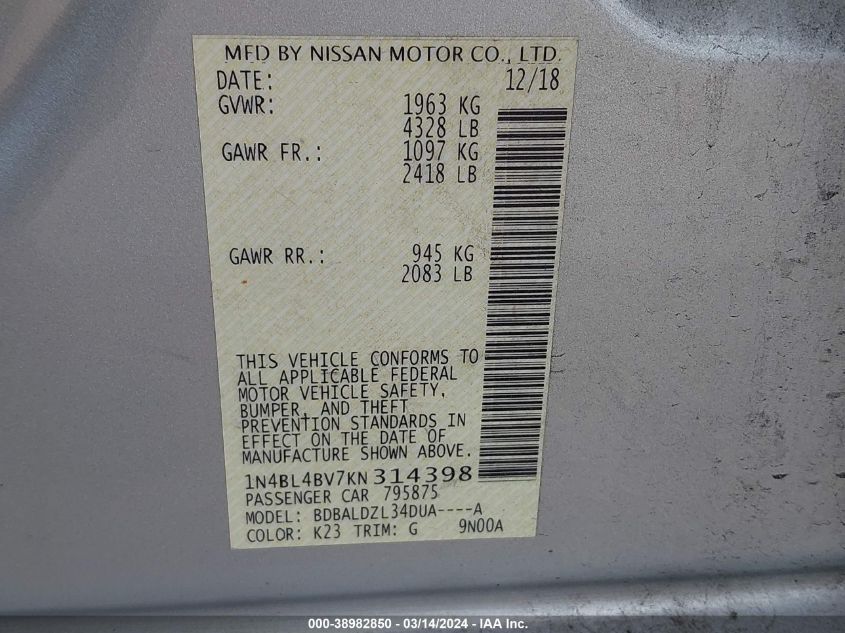 MFD BY NISSAN MOTOR CO., LTD.
DATE: 12/18
GVWR: 1963 KG
4328 LB
GAWR FR.: 1097 KG
2418 LB
GAWR RR.: 945 KG
2083 LB
THIS VEHICLE CONFORMS TO
ALL APPLICABLE FEDERAL
MOTOR VEHICLE SAFETY,
BUMPER, AND THEFT
PREVENTION STANDARDS IN
EFFECT ON THE DATE OF
MANUFACTURE SHOWN ABOVE.
1N4BL4BV7KN314398
PASSENGER CAR 795875
MODEL: BDBALDZL34DUA----A
COLOR: K23 TRIM: G 9N00A
000-38982850 - 03/14/2024 - IAA Inc.